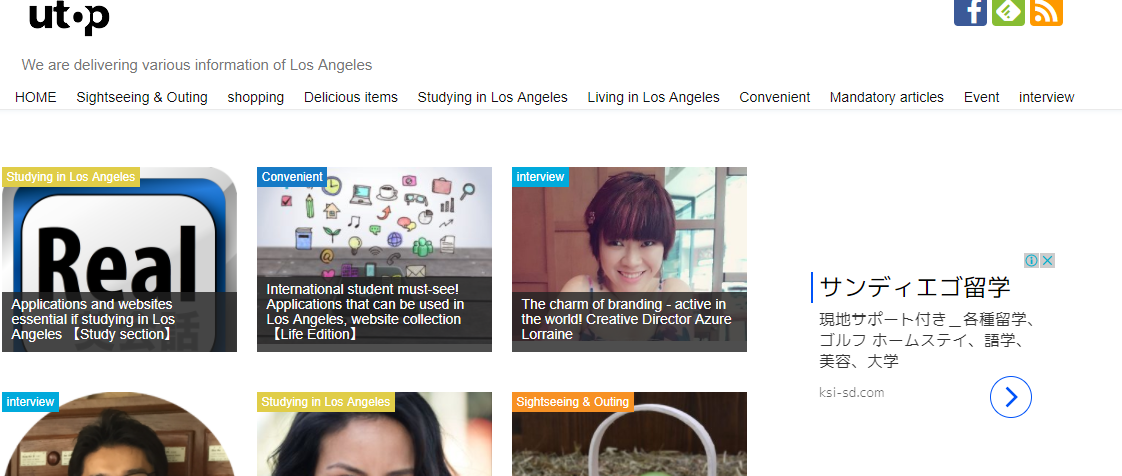 utop
We are delivering various information of Los Angeles
HOME Sightseeing & Outing shopping Delicious items Studying in Los Angeles Living in Los Angeles Convenient Mandatory articles Event interview
Studying in Los Angeles
Real
Applications and websites
essential if studying in Los
Angeles 【Study section】
Convenient
International student must-see!
Applications that can be used in
Los Angeles, website collection
【Life Edition】
interview
The charm of branding - active in
the world! Creative Director Azure
Lorraine
サンディエゴ留学
現地サポート付き＿各種留学、
ゴルフ ホームステイ、語学、
美容、大学
ksi-sd.com
interview
Studying in Los Angeles
Sightseeing & Outing